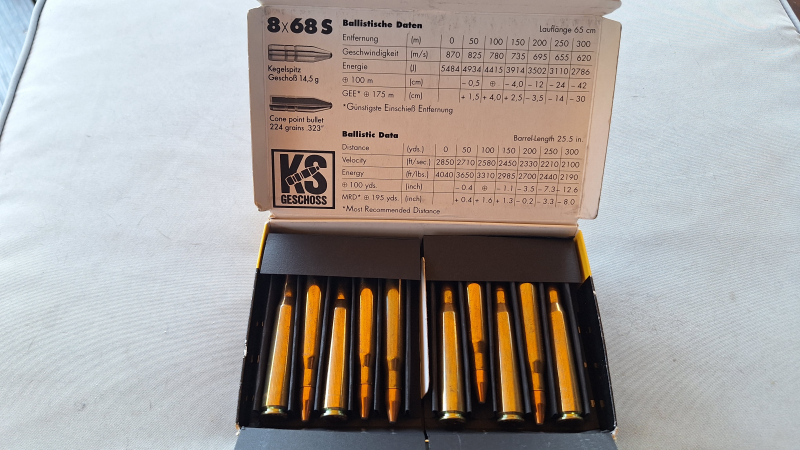 8x68 S
Ballistische Daten
Lauflänge 65 cm
Entfernung (m) 0 50 100 150 200 250 300
Geschwindigkeit (m/s) 870 825 780 735 695 655 620
Energie (J) 5484 4934 4415 3914 3502 3110 2786
⊕ 100 m (cm) – 0,5 ⊕ – 4,0 – 12 – 24 – 42
GEE* ⊕ 175 m (cm) + 1,5 + 4,0 + 2,5 – 3,5 – 14 – 30
*Günstigste Einschieß Entfernung
Kegelspitz
Geschoß 14,5 g
Cone point bullet
224 grains .323"
KS
GESCHOSS
Ballistic Data
Barrel-Length 25.5 in.
Distance (yds.) 0 50 100 150 200 250 300
Velocity (ft/sec.) 2850 2710 2580 2450 2330 2210 2100
Energy (ft/lbs.) 4040 3650 3310 2985 2700 2440 2190
⊕ 100 yds. (inch) – 0.4 ⊕ – 1.1 – 3.5 – 7.3 – 12.6
MRD* ⊕ 195 yds. (inch) + 0.4 + 1.6 + 1.3 – 0.2 – 3.3 – 8.0
*Most Recommended Distance